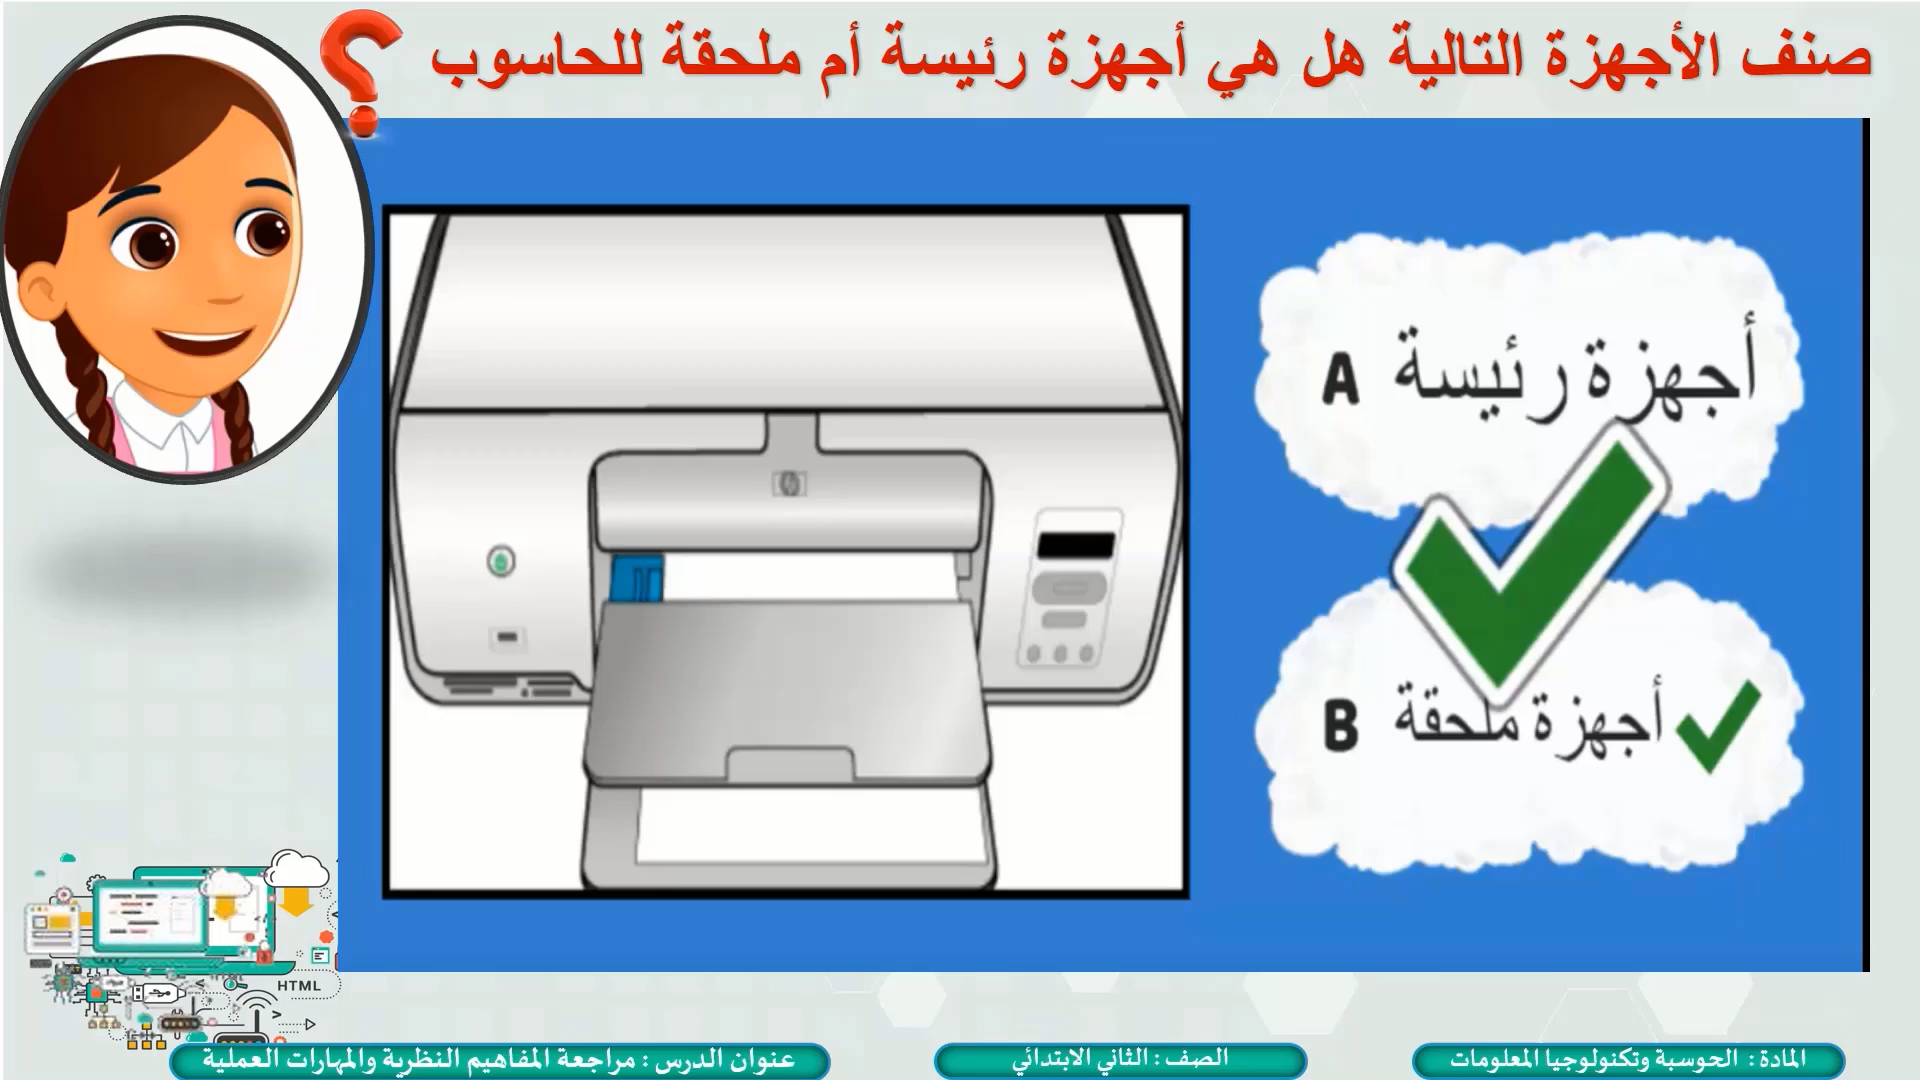 صنف الأجهزة التالية هل هي أجهزة رئيسة أم ملحقة للحاسوب ؟
A أجهزة رئيسة
B أجهزة ملحقة
HTML
المادة : الحوسبة وتكنولوجيا المعلومات
الصف : الثاني الابتدائي
عنوان الدرس : مراجعة المفاهيم النظرية والمهارات العملية